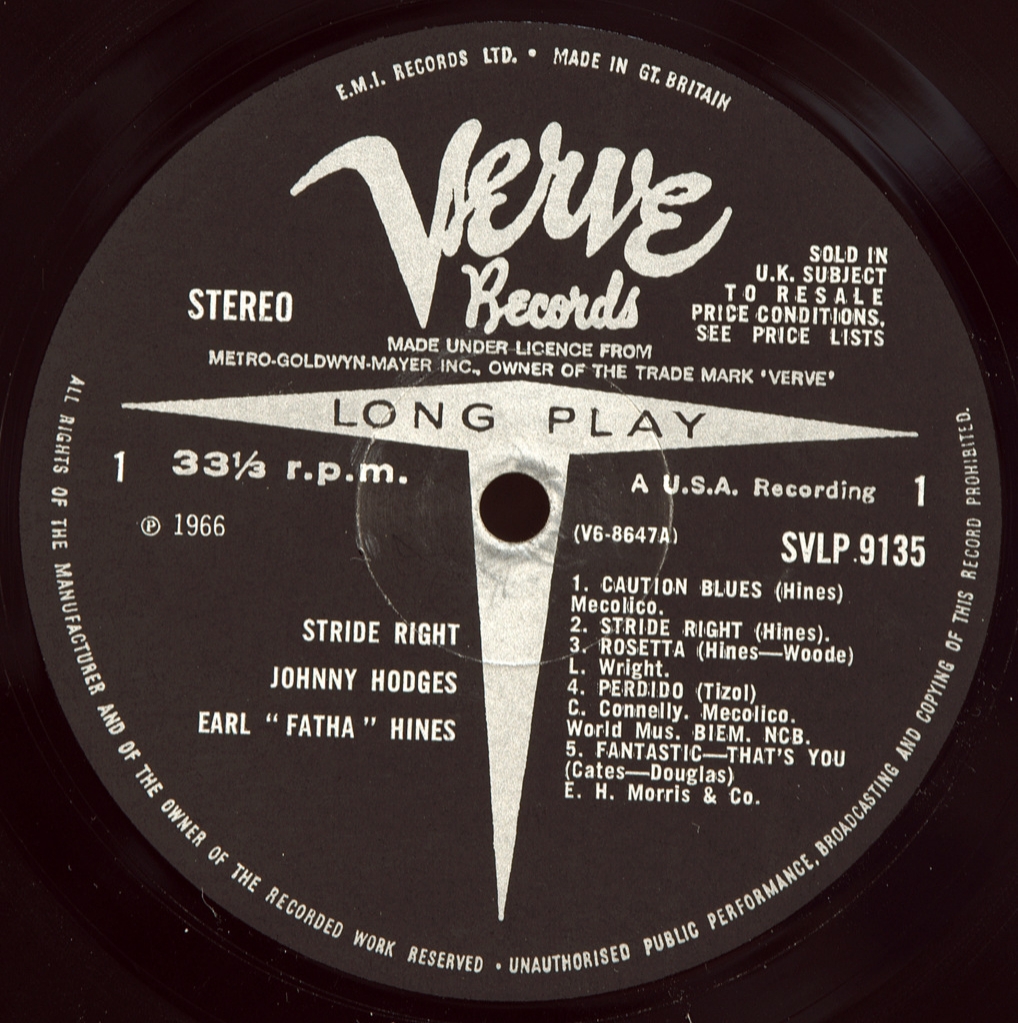 E.M.I. RECORDS LTD. • MADE IN GT. BRITAIN
Verve
Records
STEREO
SOLD IN
U.K. SUBJECT
TO RESALE
PRICE CONDITIONS.
SEE PRICE LISTS
MADE UNDER LICENCE FROM
METRO-GOLDWYN-MAYER INC., OWNER OF THE TRADE MARK 'VERVE'
LONG PLAY
1 33⅓ r.p.m.
A U.S.A. Recording 1
℗ 1966
(V6-8647A)
SVLP.9135
STRIDE RIGHT
JOHNNY HODGES
EARL "FATHA" HINES
1. CAUTION BLUES (Hines)
Mecolico.
2. STRIDE RIGHT (Hines).
3. ROSETTA (Hines—Woode)
L. Wright.
4. PERDIDO (Tizol)
C. Connelly. Mecolico.
World Mus. BIEM. NCB.
5. FANTASTIC—THAT'S YOU
(Cates—Douglas)
E. H. Morris & Co.
ALL RIGHTS OF THE MANUFACTURER AND OF THE OWNER OF THE RECORDED WORK RESERVED • UNAUTHORISED PUBLIC PERFORMANCE, BROADCASTING AND COPYING OF THIS RECORD PROHIBITED.